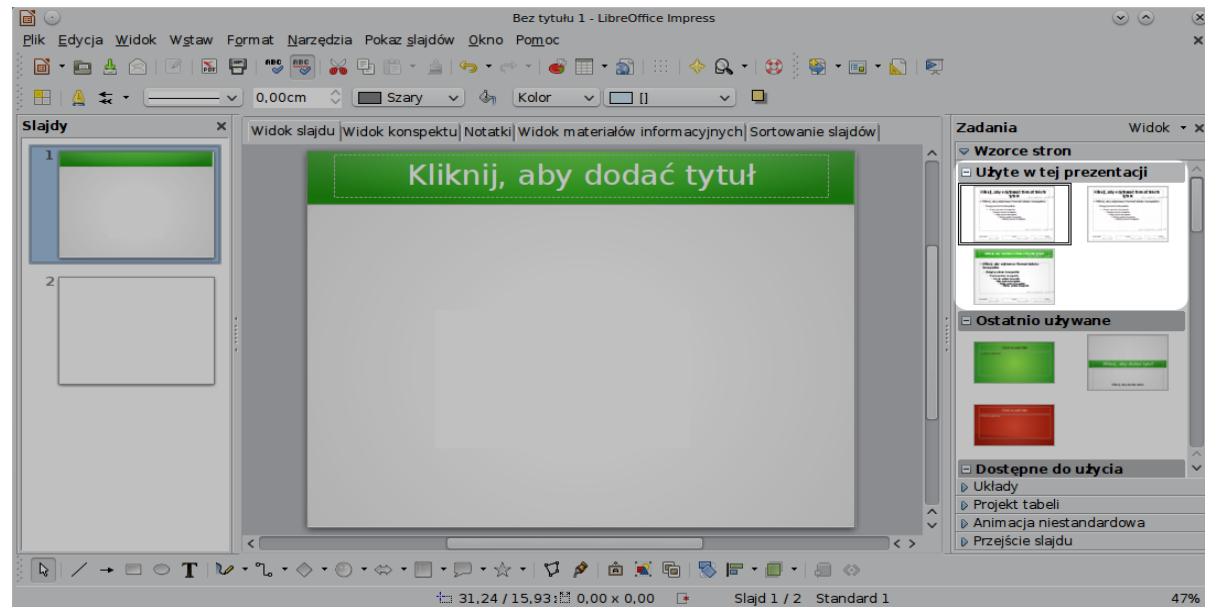 Bez tytułu 1 - LibreOffice Impress
Plik Edycja Widok Wstaw Format Narzędzia Pokaz slajdów Okno Pomoc
0,00cm Szary Kolor []
Slajdy
Widok slajdu Widok konspektu Notatki Widok materiałów informacyjnych Sortowanie slajdów
Zadania Widok
Wzorce stron
Użyte w tej prezentacji
1
Kliknij, aby dodać tytuł
2
Ostatnio używane
Dostępne do użycia
Układy
Projekt tabeli
Animacja niestandardowa
Przejście slajdu
31,24 / 15,93 0,00 x 0,00 Slajd 1 / 2 Standard 1 47%